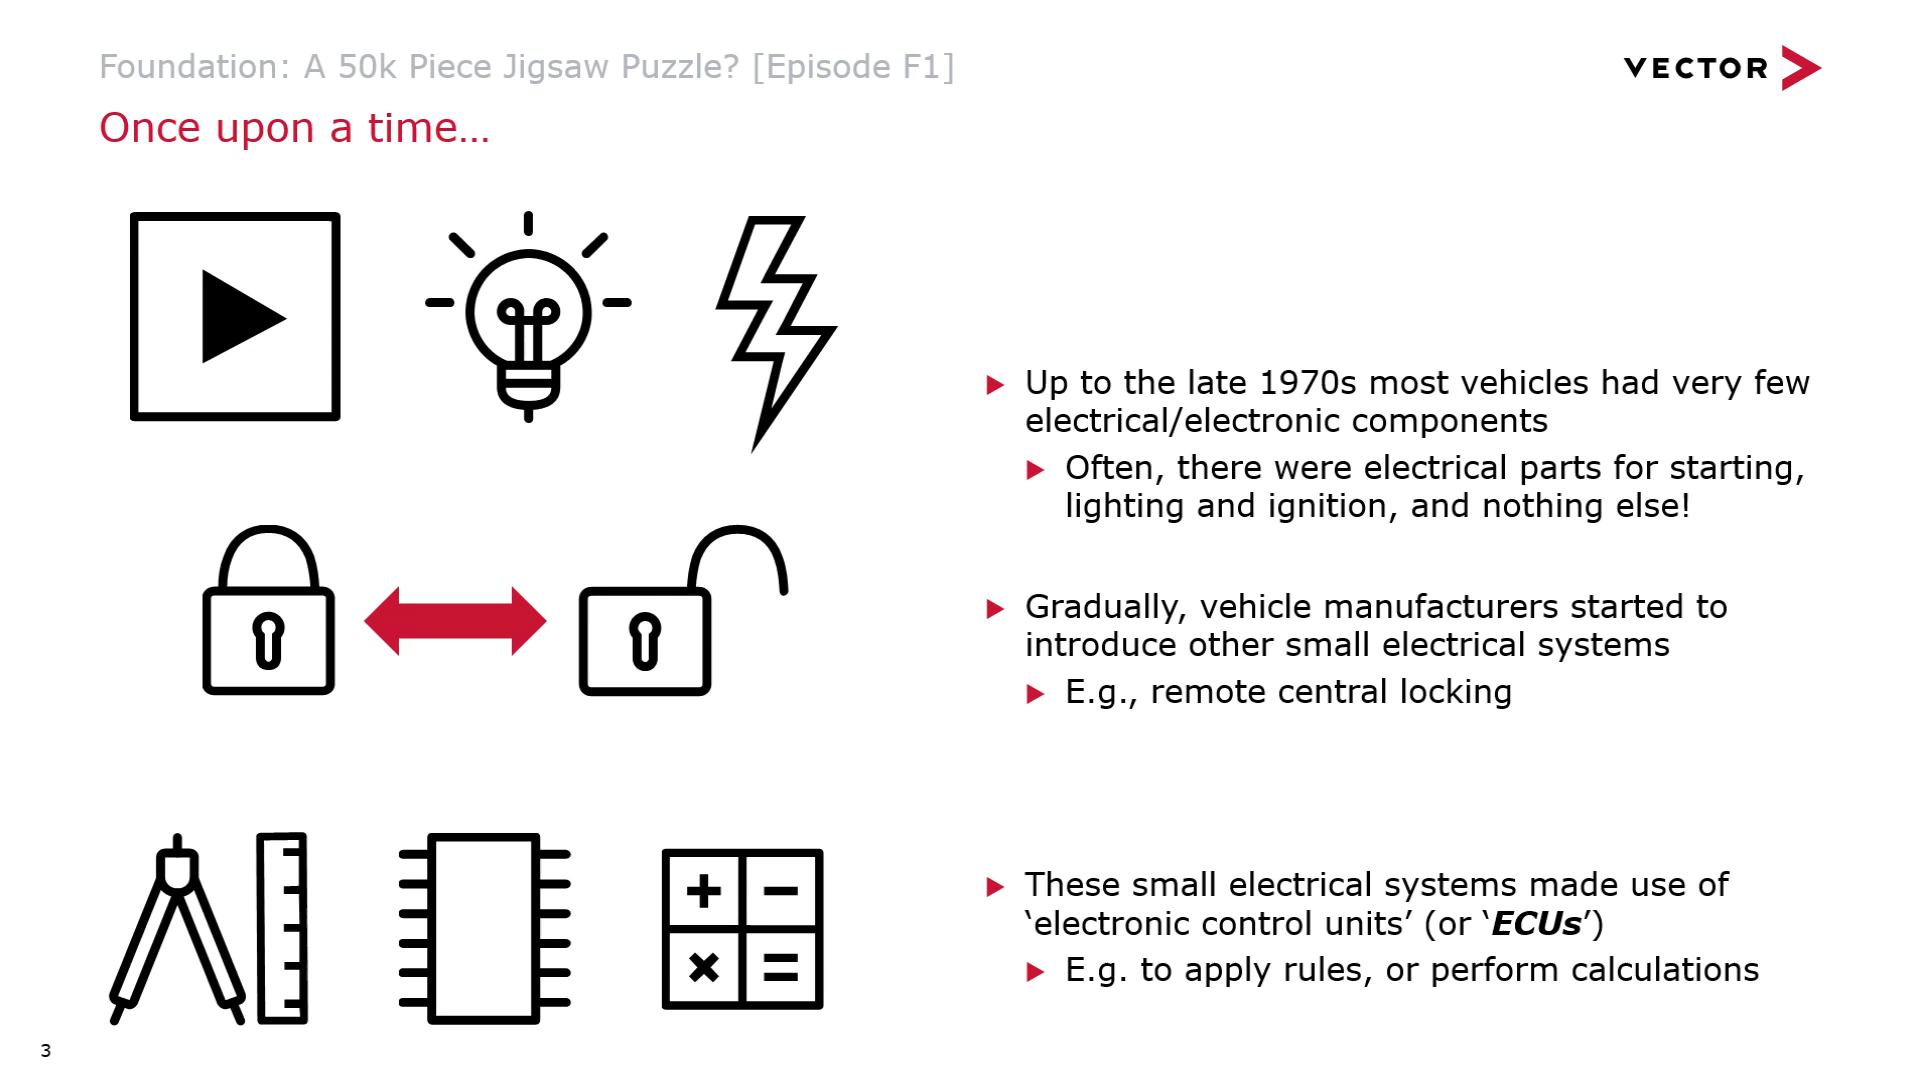 Foundation: A 50k Piece Jigsaw Puzzle? [Episode F1]
VECTOR
Once upon a time…
Up to the late 1970s most vehicles had very few
electrical/electronic components
Often, there were electrical parts for starting,
lighting and ignition, and nothing else!
Gradually, vehicle manufacturers started to
introduce other small electrical systems
E.g., remote central locking
These small electrical systems made use of
‘electronic control units’ (or ‘ECUs’)
E.g. to apply rules, or perform calculations
3